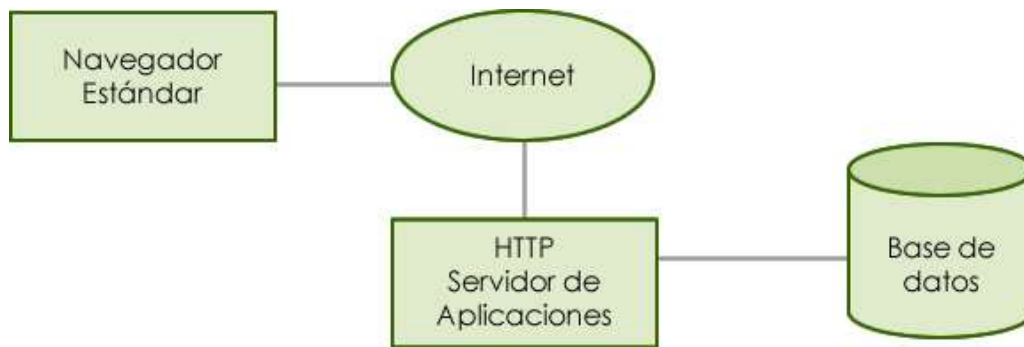 Navegador
Estándar
Internet
HTTP
Servidor de
Aplicaciones
Base de
datos